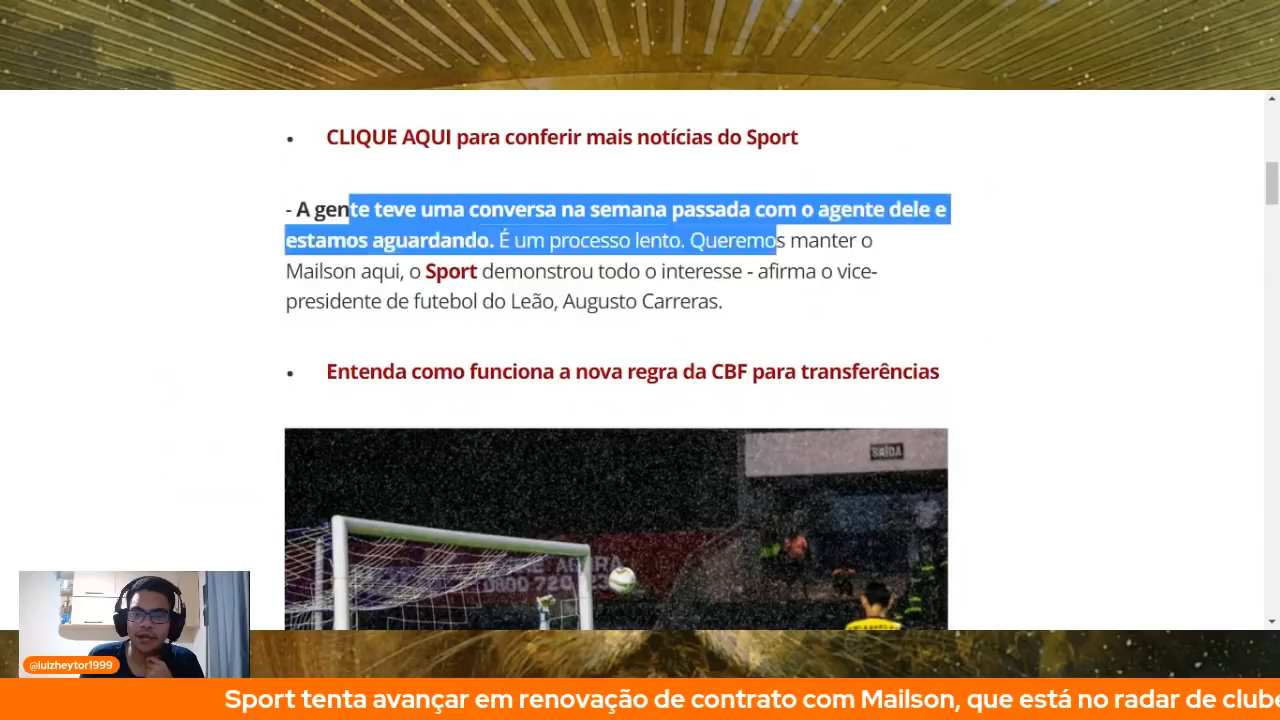 CLIQUE AQUI para conferir mais notícias do Sport
- A gente teve uma conversa na semana passada com o agente dele e
estamos aguardando. É um processo lento. Queremos manter o
Mailson aqui, o Sport demonstrou todo o interesse - afirma o vice-
presidente de futebol do Leão, Augusto Carreras.
Entenda como funciona a nova regra da CBF para transferências
SAÍDA
0800 729
@luizheytor1999
Sport tenta avançar em renovação de contrato com Mailson, que está no radar de clube